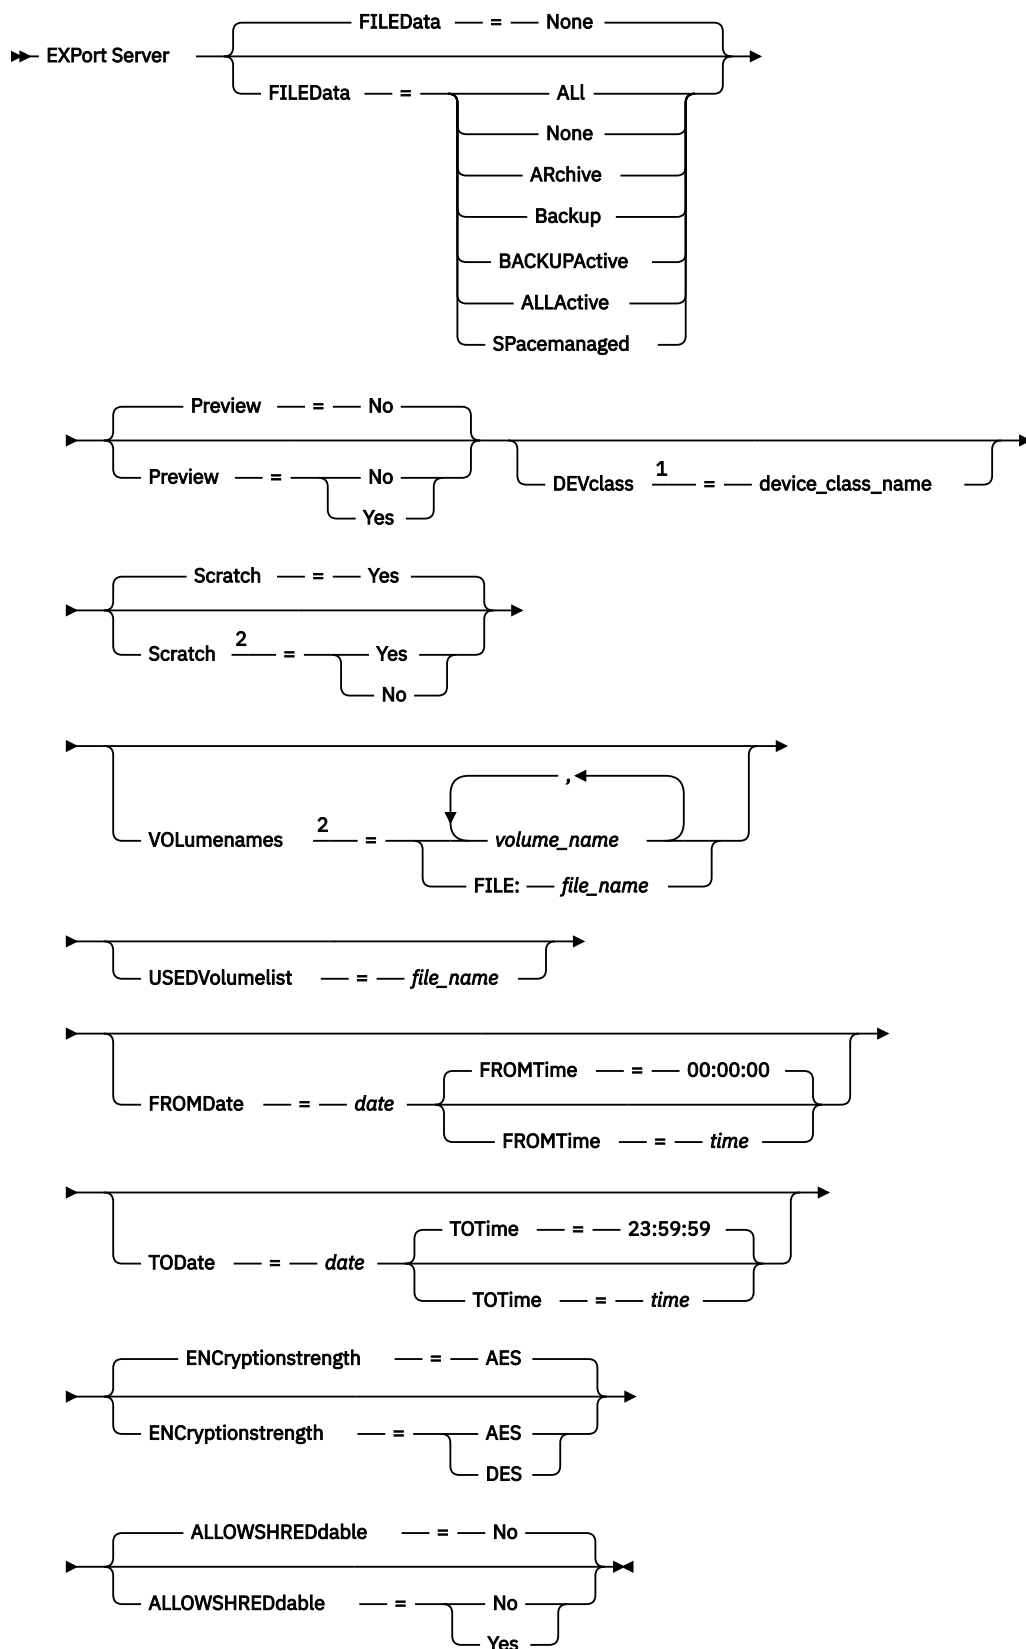 FILEData = None
EXPort Server
FILEData = ALl
None
ARchive
Backup
BACKUPActive
ALLActive
SPacemanaged
Preview = No
Preview = No
Yes
DEVclass 1 = device_class_name
Scratch = Yes
Scratch 2 = Yes
No
,
VOLumenames 2 = volume_name
FILE: file_name
USEDVolumelist = file_name
FROMTime = 00:00:00
FROMDate = date
FROMTime = time
TOTime = 23:59:59
TODate = date
TOTime = time
ENCryptionstrength = AES
ENCryptionstrength = AES
DES
ALLOWSHREDdable = No
ALLOWSHREDdable = No
Yes